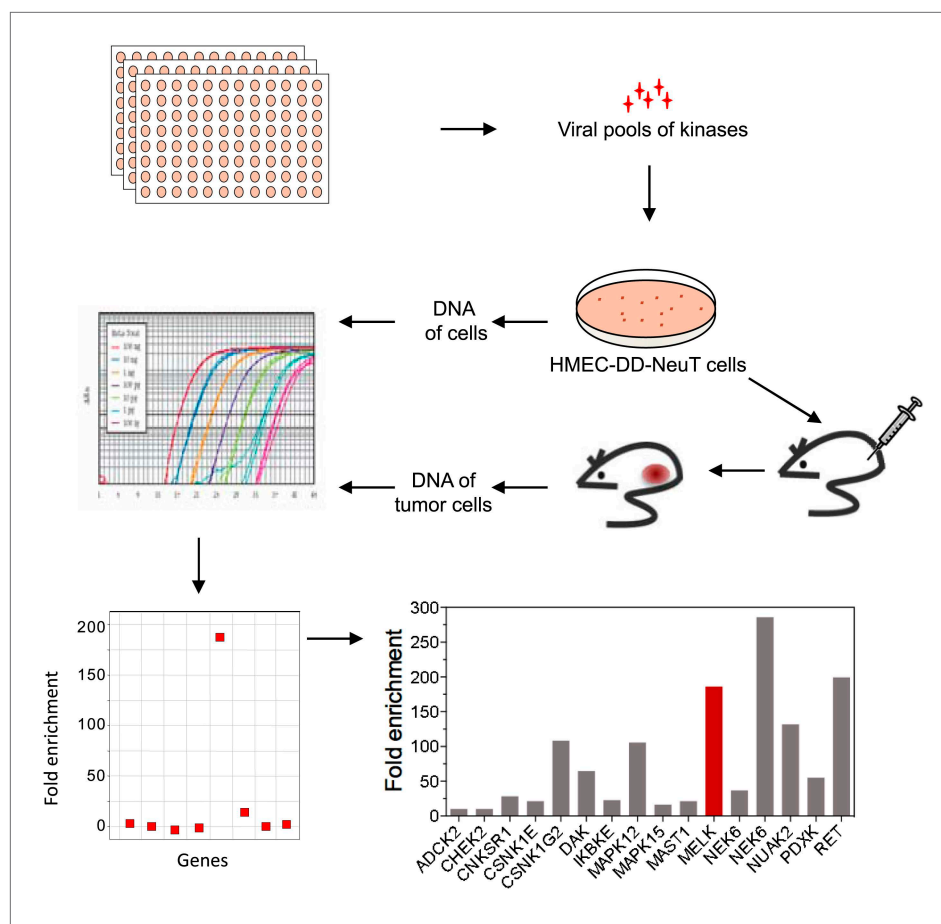 Viral pools of kinases
DNA
of cells
HMEC-DD-NeuT cells
DNA of
tumor cells
200
150
100
50
0
Fold enrichment
Genes
300
250
200
150
100
50
0
Fold enrichment
ADCK2
CHEK2
CNKSR1
CSNK1E
CSNK1G2
DAK
IKBKE
MAPK12
MAPK15
MAST1
MELK
NEK6
NEK6
NUAK2
PDXK
RET